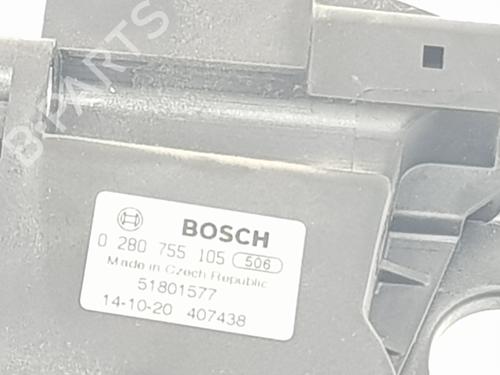 B-PARTS
BOSCH
0 280 755 105 506
Made in Czech Republic
51801577
14-10-20 407438